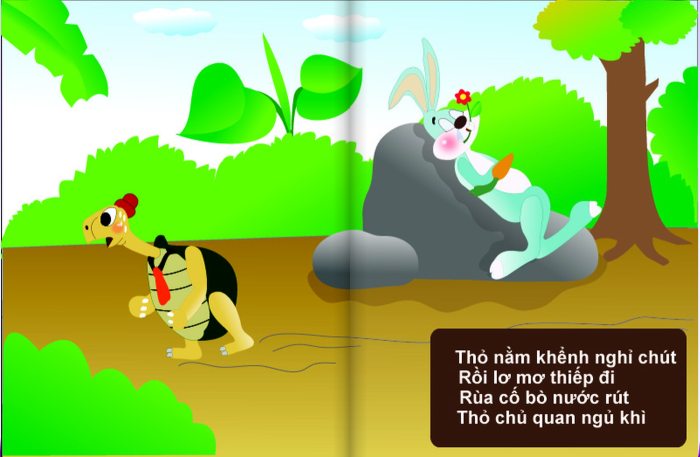 Thỏ nằm khểnh nghỉ chút
Rồi lơ mơ thiếp đi
Rùa cố bò nước rút
Thỏ chủ quan ngủ khì